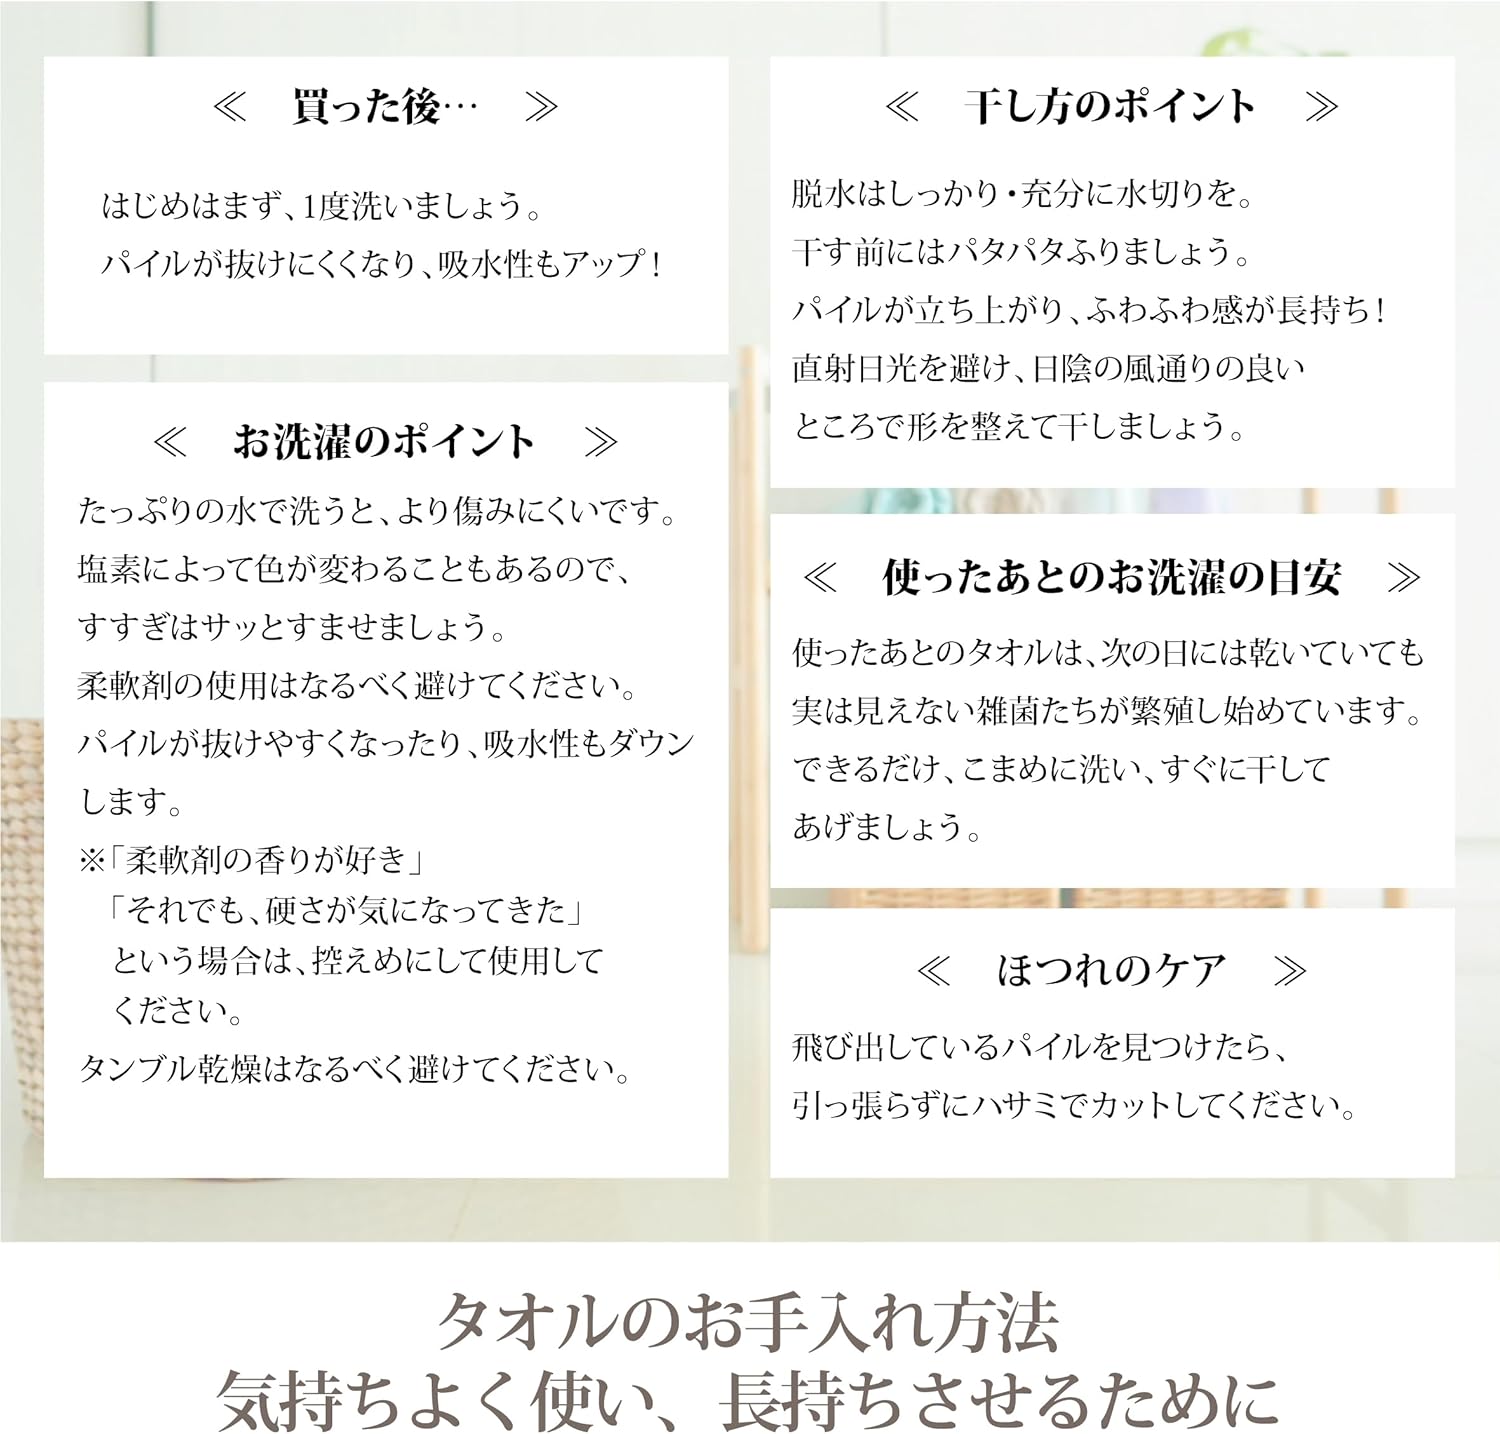 ≪ 買った後… ≫
はじめはまず、1度洗いましょう。
パイルが抜けにくくなり、吸水性もアップ！
≪ お洗濯のポイント ≫
たっぷりの水で洗うと、より傷みにくいです。
塩素によって色が変わることもあるので、
すすぎはサッとすませましょう。
柔軟剤の使用はなるべく避けてください。
パイルが抜けやすくなったり、吸水性もダウン
します。
※「柔軟剤の香りが好き」
「それでも、硬さが気になってきた」
という場合は、控えめにして使用して
ください。
タンブル乾燥はなるべく避けてください。
≪ 干し方のポイント ≫
脱水はしっかり・充分に水切りを。
干す前にはパタパタふりましょう。
パイルが立ち上がり、ふわふわ感が長持ち！
直射日光を避け、日陰の風通りの良い
ところで形を整えて干しましょう。
≪ 使ったあとのお洗濯の目安 ≫
使ったあとのタオルは、次の日には乾いていても
実は見えない雑菌たちが繁殖し始めています。
できるだけ、こまめに洗い、すぐに干して
あげましょう。
≪ ほつれのケア ≫
飛び出しているパイルを見つけたら、
引っ張らずにハサミでカットしてください。
タオルのお手入れ方法
気持ちよく使い、長持ちさせるために